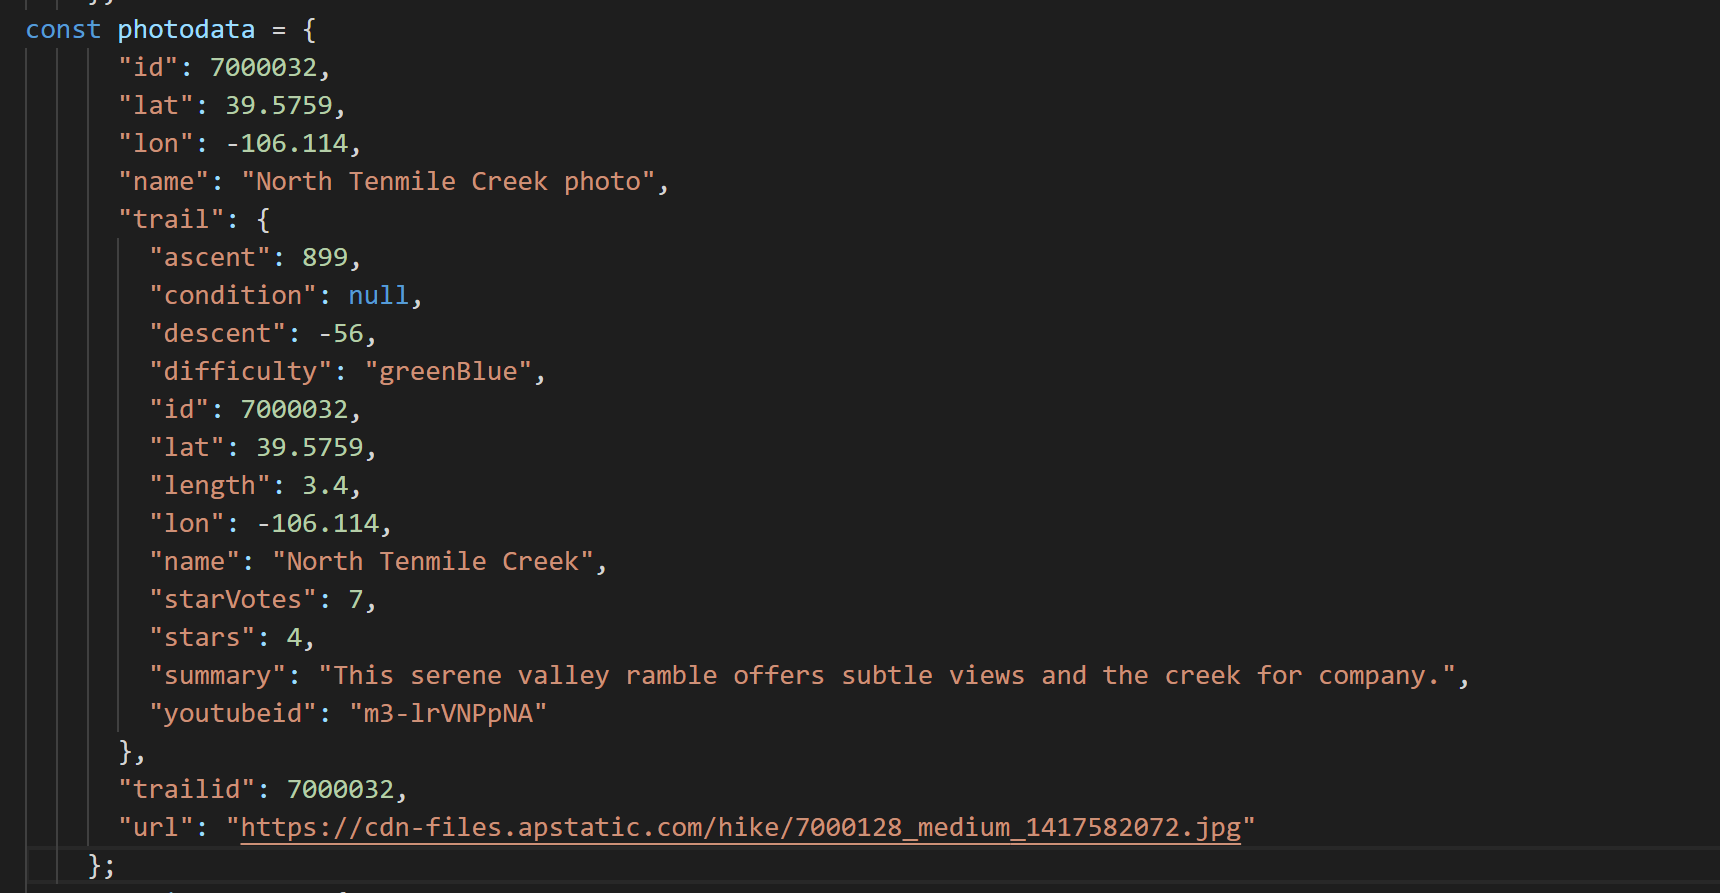 const photodata = {
"id": 7000032,
"lat": 39.5759,
"lon": -106.114,
"name": "North Tenmile Creek photo",
"trail": {
"ascent": 899,
"condition": null,
"descent": -56,
"difficulty": "greenBlue",
"id": 7000032,
"lat": 39.5759,
"length": 3.4,
"lon": -106.114,
"name": "North Tenmile Creek",
"starVotes": 7,
"stars": 4,
"summary": "This serene valley ramble offers subtle views and the creek for company.",
"youtubeid": "m3-lrVNPpNA"
},
"trailid": 7000032,
"url": "https://cdn-files.apstatic.com/hike/7000128_medium_1417582072.jpg"
};